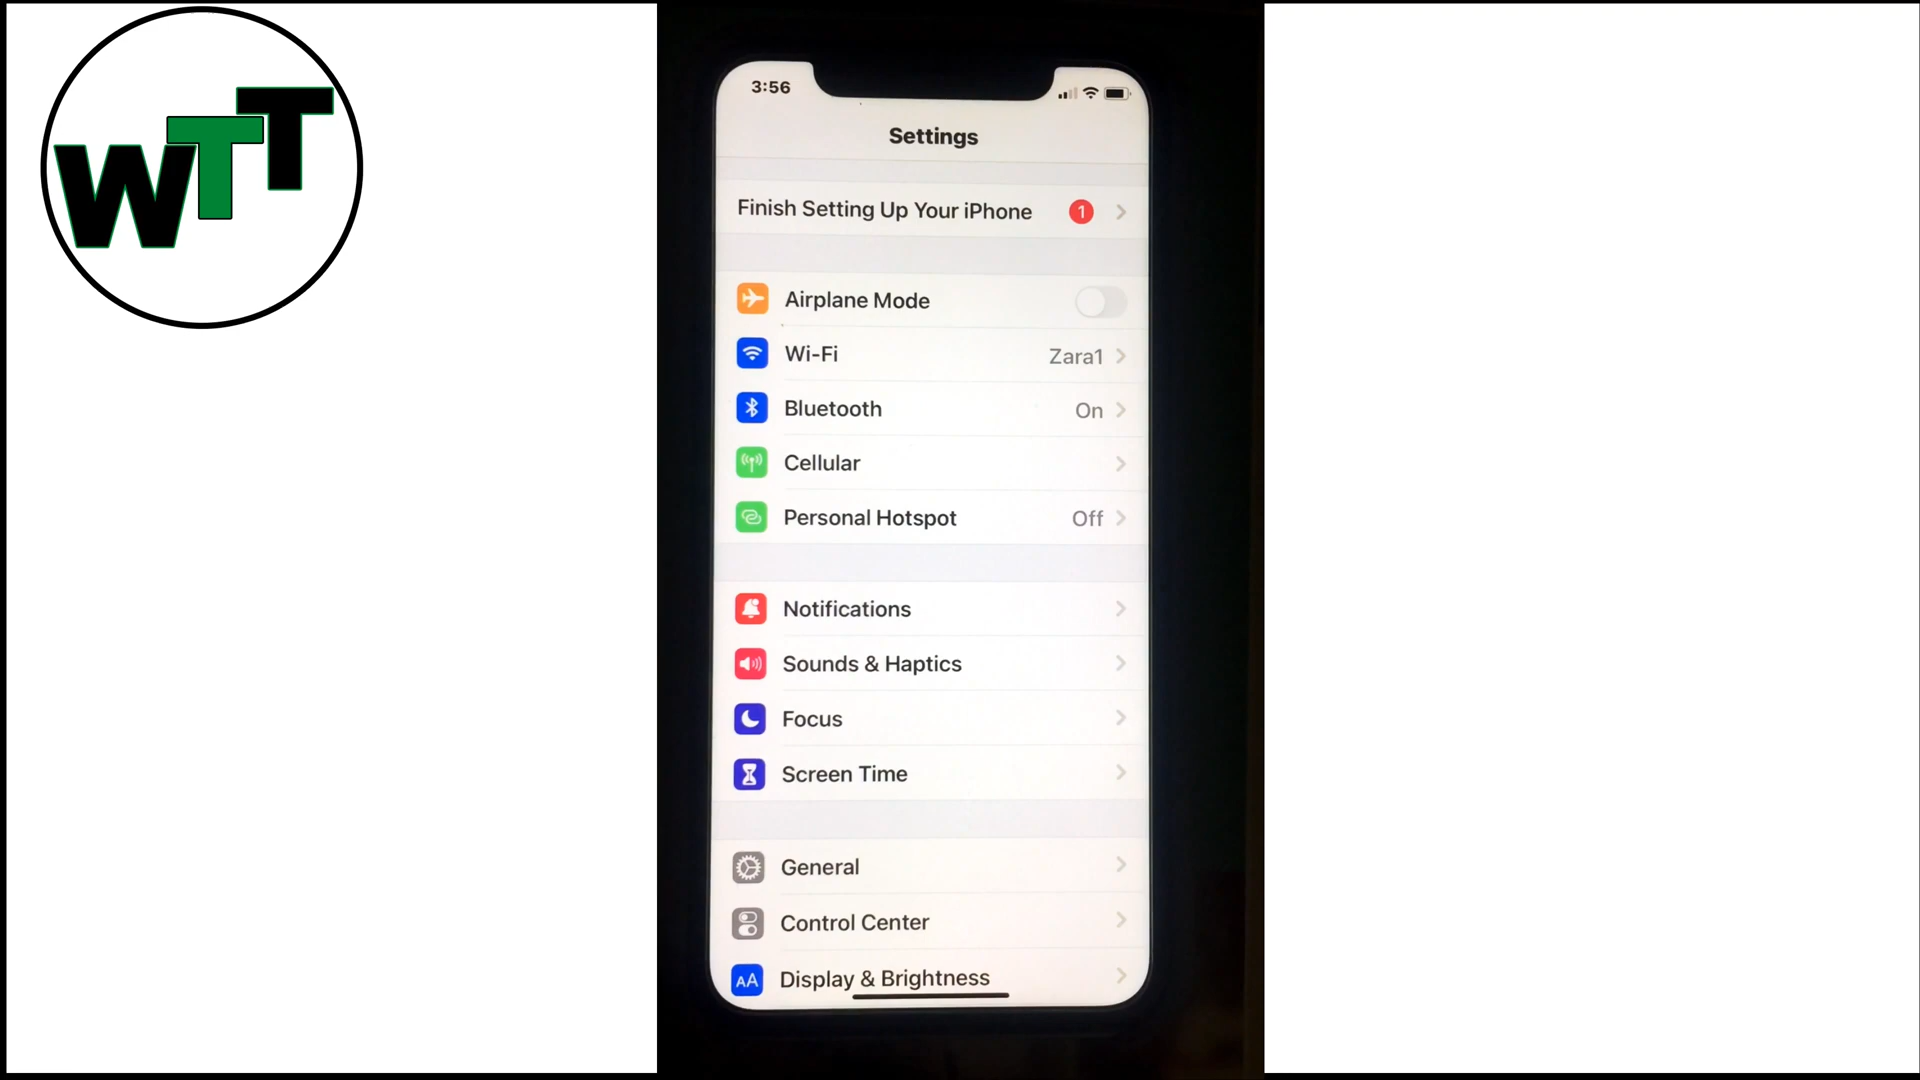 WTT
3:56
Settings
Finish Setting Up Your iPhone 1
Airplane Mode
Wi-Fi Zara1
Bluetooth On
Cellular
Personal Hotspot Off
Notifications
Sounds & Haptics
Focus
Screen Time
General
Control Center
AA Display & Brightness